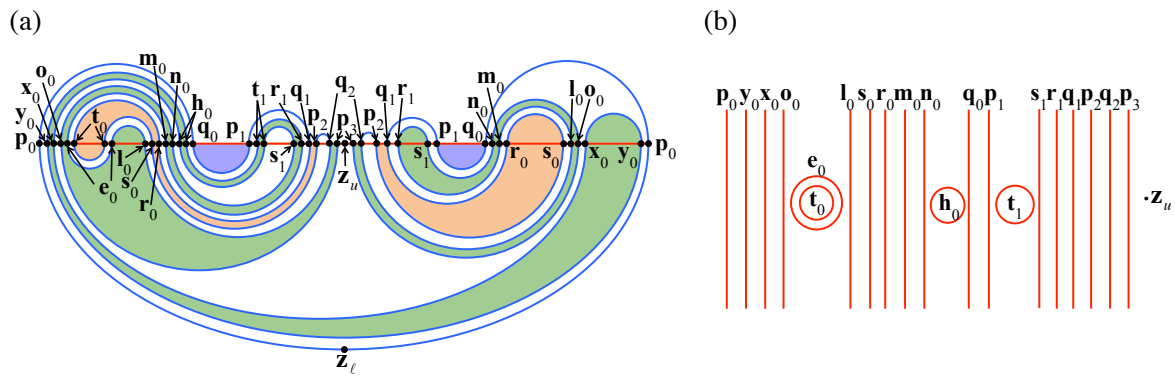 (a)
(b)
o₀ m₀ n₀ t₁ r₁ q₁ q₂ q₁ r₁ m₀ l₀ o₀
x₀ h₀ p₂ p₂ n₀
y₀ t₀ q₀ p₁ p₃ p₁ q₀
p₀ l₀ s₁ s₁ r₀ s₀ x₀ y₀ p₀
e₀ s₀ z_u
r₀
z_ℓ
p₀ y₀ x₀ o₀ l₀ s₀ r₀ m₀ n₀ q₀ p₁ s₁ r₁ q₁ p₂ q₂ p₃
e₀
t₀ h₀ t₁ z_u